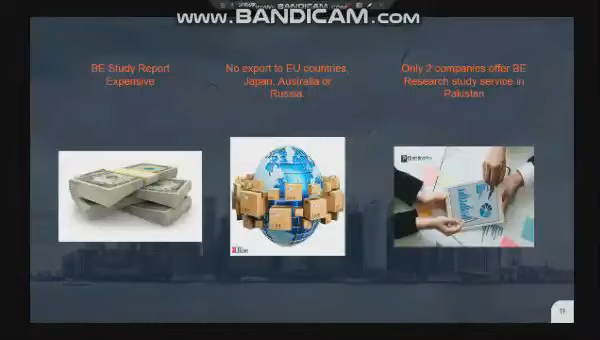 www.BANDICAM.com
BE Study Report
Expensive
No export to EU countries,
Japan, Australia or
Russia.
Only 2 companies offer BE
Research study service in
Pakistan